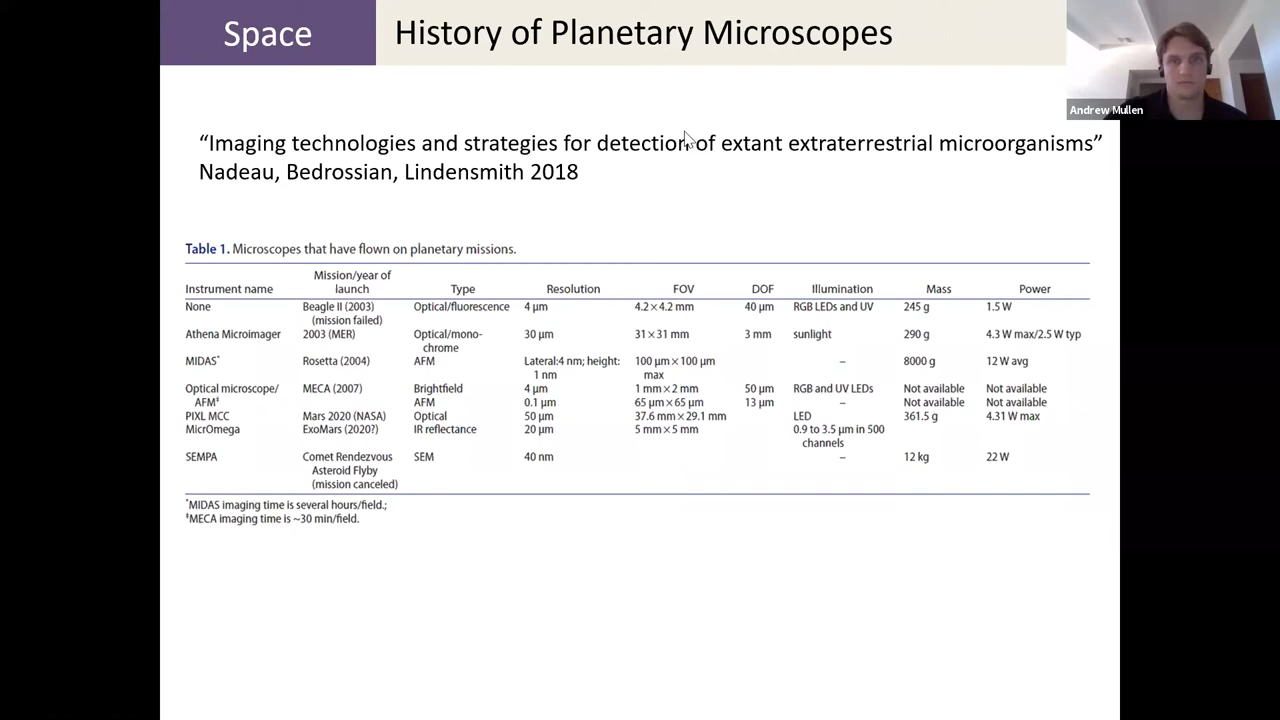 Space
History of Planetary Microscopes
Andrew Mullen
“Imaging technologies and strategies for detection of extant extraterrestrial microorganisms”
Nadeau, Bedrossian, Lindensmith 2018
Table 1. Microscopes that have flown on planetary missions.
Instrument name Mission/year of launch Type Resolution FOV DOF Illumination Mass Power
None Beagle II (2003) Optical/fluorescence 4 µm 4.2 × 4.2 mm 40 µm RGB LEDs and UV 245 g 1.5 W
(mission failed)
Athena Microimager 2003 (MER) Optical/mono- 30 µm 31 × 31 mm 3 mm sunlight 290 g 4.3 W max/2.5 W typ
chrome
MIDAS* Rosetta (2004) AFM Lateral:4 nm; height: 100 µm × 100 µm – 8000 g 12 W avg
1 nm max
Optical microscope/ MECA (2007) Brightfield 4 µm 1 mm × 2 mm 50 µm RGB and UV LEDs Not available Not available
AFM‡ AFM 0.1 µm 65 µm × 65 µm 13 µm – Not available Not available
PIXL MCC Mars 2020 (NASA) Optical 50 µm 37.6 mm × 29.1 mm LED 361.5 g 4.31 W max
MicrOmega ExoMars (2020?) IR reflectance 20 µm 5 mm × 5 mm 0.9 to 3.5 µm in 500
channels
SEMPA Comet Rendezvous SEM 40 nm – 12 kg 22 W
Asteroid Flyby
(mission canceled)
*MIDAS imaging time is several hours/field.;
‡MECA imaging time is ~30 min/field.